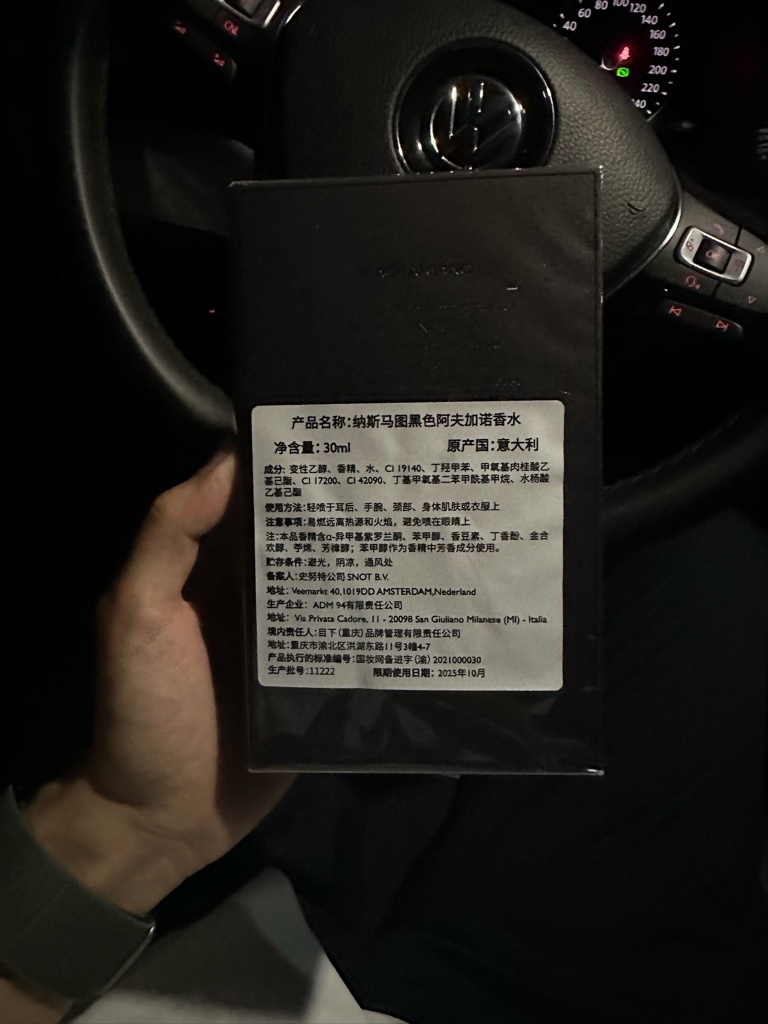 40
60
80
100
120
140
160
180
200
220
240
OK
产品名称：纳斯马图黑色阿夫加诺香水
净含量：30ml 原产国：意大利
成分: 变性乙醇、香精、水、CI 19140、丁羟甲苯、甲氧基肉桂酸乙
基己酯、CI 17200、CI 42090、丁基甲氧基二苯甲酰基甲烷、水杨酸
乙基己酯
使用方法：轻喷于耳后、手腕、颈部、身体肌肤或衣服上
注意事项：易燃远离热源和火焰，避免喷在眼睛上
注：本品香精含α-异甲基紫罗兰酮、苯甲醇、香豆素、丁香酚、金合
欢醇、苧烯、芳樟醇；苯甲醇作为香精中芳香成分使用。
贮存条件：避光，阴凉，通风处
备案人：史努特公司 SNOT B.V.
地址：Veemarkt 40,1019DD AMSTERDAM,Nederland
生产企业： ADM 94有限责任公司
地址： Via Privata Cadore, 11 - 20098 San Giuliano Milanese (MI) - Italia
境内责任人：目下（重庆）品牌管理有限责任公司
地址：重庆市渝北区洪湖东路11号3幢4-7
产品执行的标准编号：国妆网备进字（渝）2021000030
生产批号：11222 限期使用日期：2025年10月